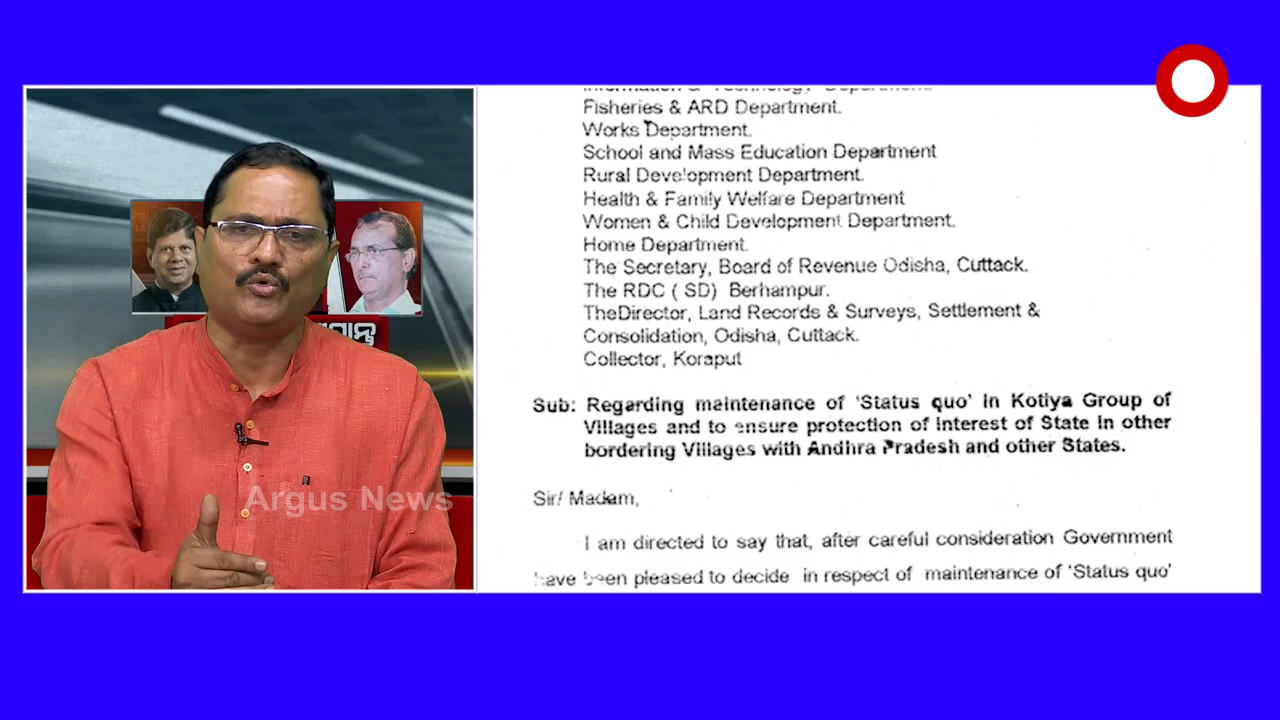 Fisheries & ARD Department.
Works Department.
School and Mass Education Department
Rural Development Department.
Health & Family Welfare Department
Women & Child Development Department.
Home Department.
The Secretary, Board of Revenue Odisha, Cuttack.
The RDC ( SD) Berhampur.
TheDirector, Land Records & Surveys, Settlement &
Consolidation, Odisha, Cuttack.
Collector, Koraput
Sub: Regarding maintenance of 'Status quo' in Kotiya Group of
Villages and to ensure protection of interest of State in other
bordering Villages with Andhra Pradesh and other States.
Sir/ Madam,
I am directed to say that, after careful consideration Government
have been pleased to decide in respect of maintenance of 'Status quo'
Argus News